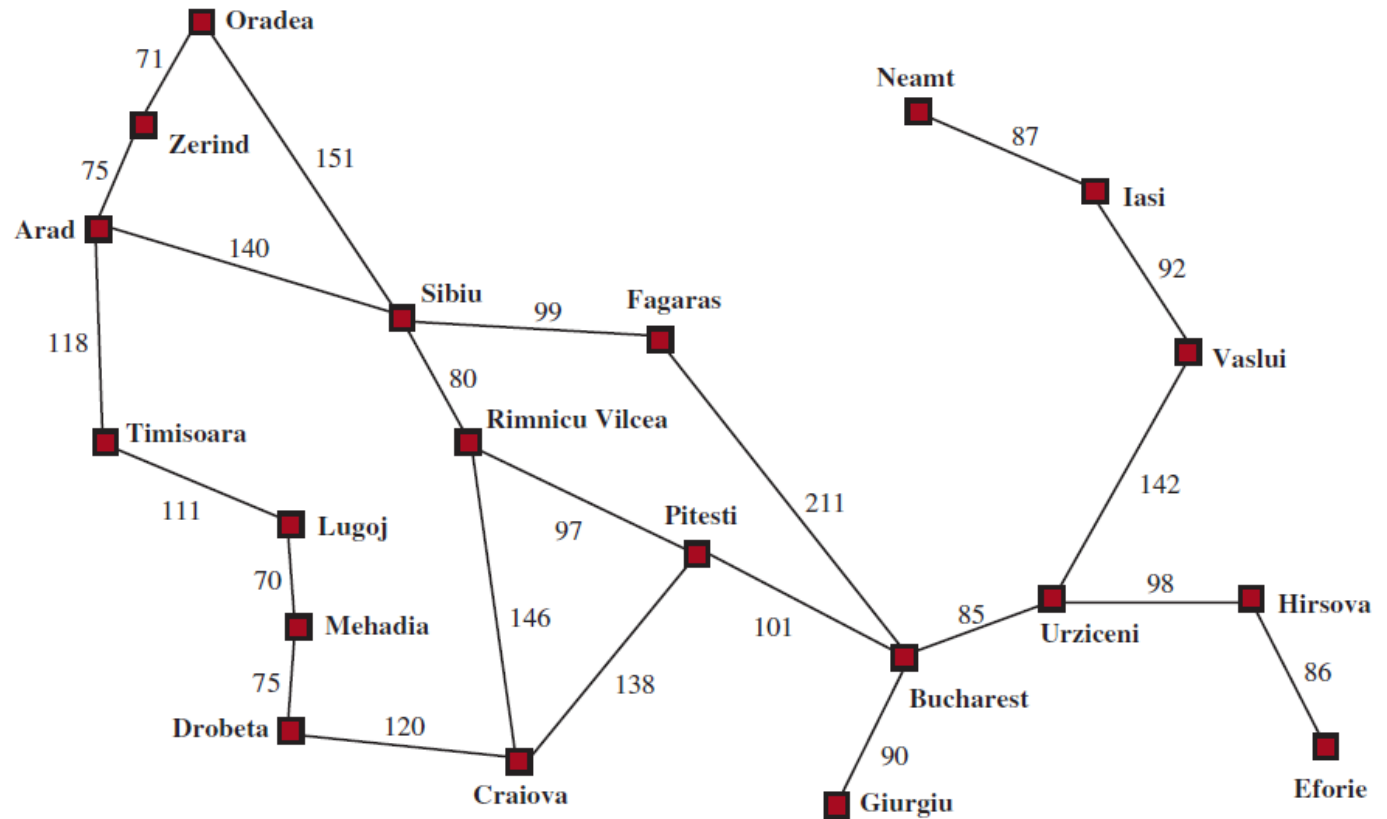 Oradea
71
Neamt
87
Zerind
151
75
Iasi
Arad
140
92
Sibiu
Fagaras
99
118
Vaslui
80
Rimnicu Vilcea
Timisoara
142
211
111
Pitesti
Lugoj
97
70
98
Hirsova
146
101
85
Mehadia
Urziceni
86
75
138
Bucharest
Drobeta
120
90
Eforie
Craiova
Giurgiu